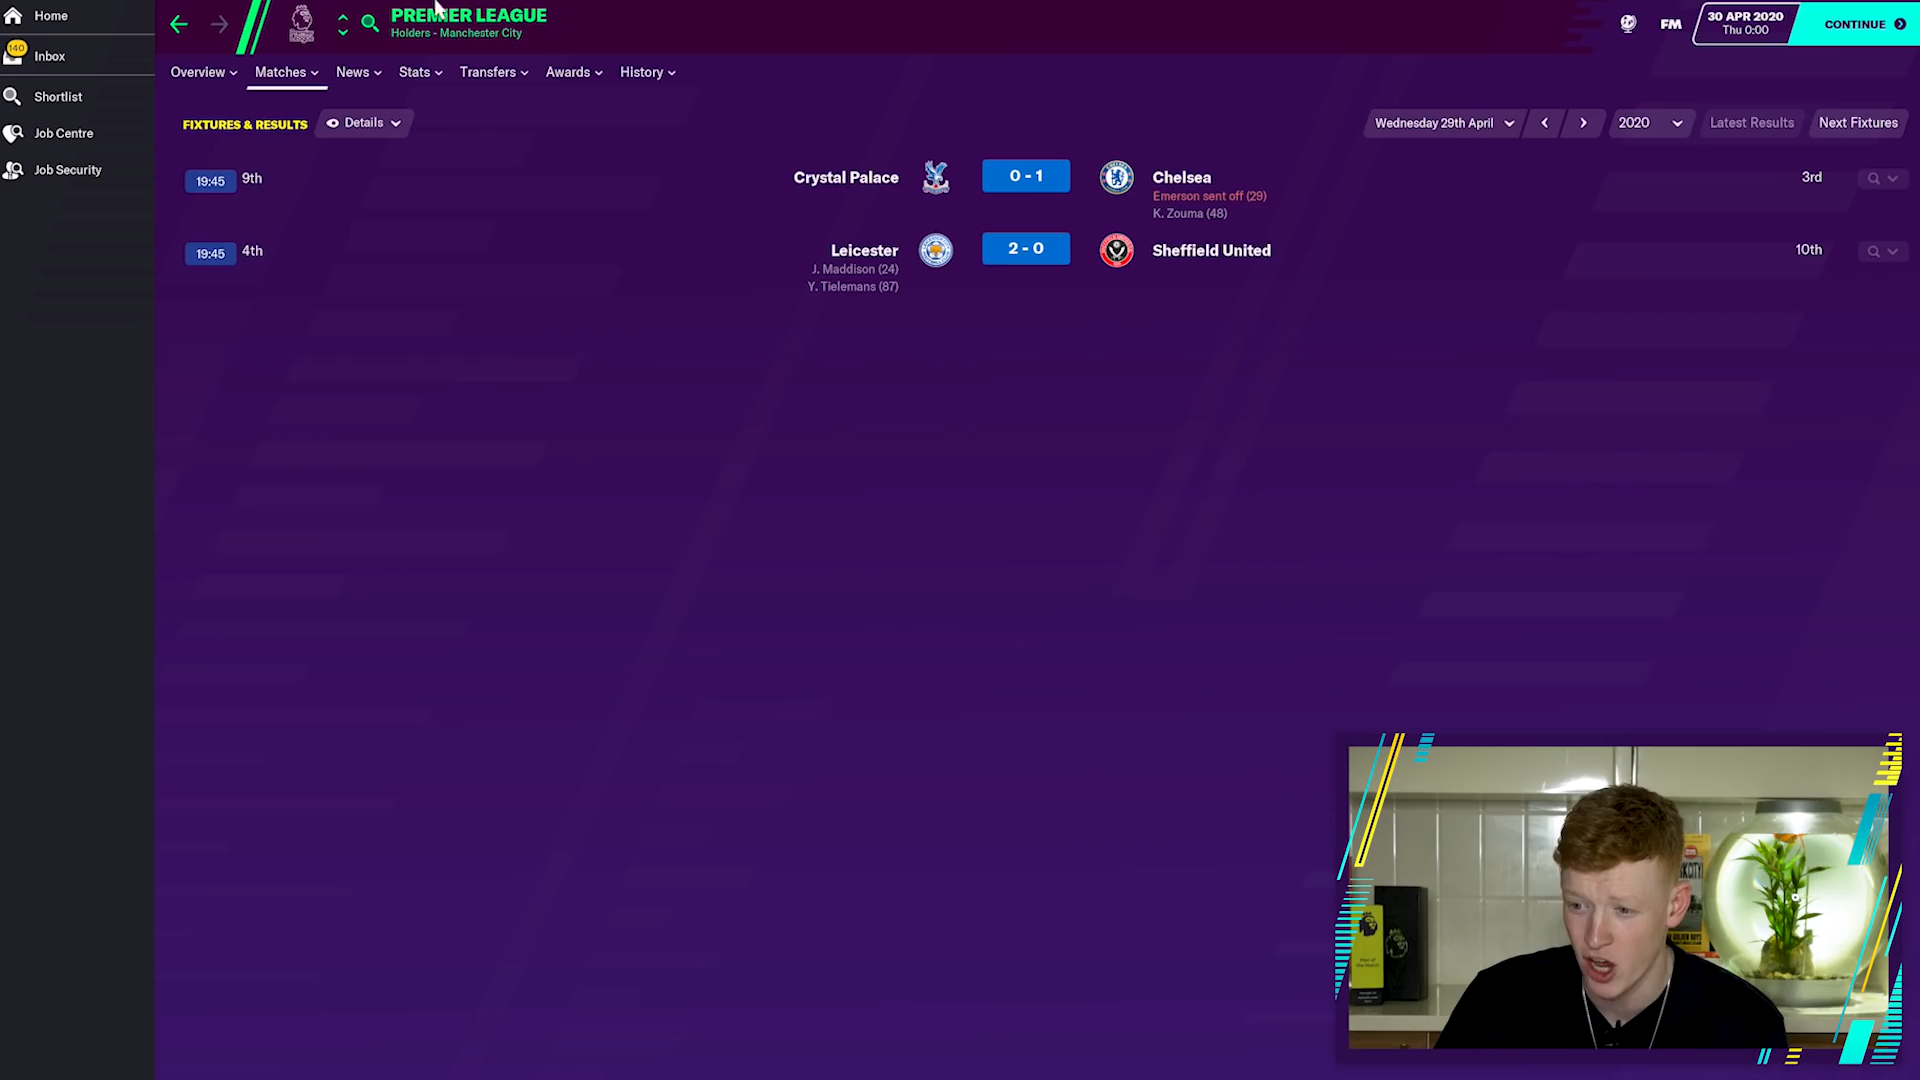 Home
140
Inbox
Shortlist
Job Centre
Job Security
PREMIER LEAGUE
Holders - Manchester City
FM
30 APR 2020
Thu 0:00
CONTINUE
Overview
Matches
News
Stats
Transfers
Awards
History
FIXTURES & RESULTS
Details
Wednesday 29th April
2020
Latest Results
Next Fixtures
19:45 9th Crystal Palace 0 - 1 Chelsea 3rd
Emerson sent off (29)
K. Zouma (48)
19:45 4th Leicester 2 - 0 Sheffield United 10th
J. Maddison (24)
Y. Tielemans (87)